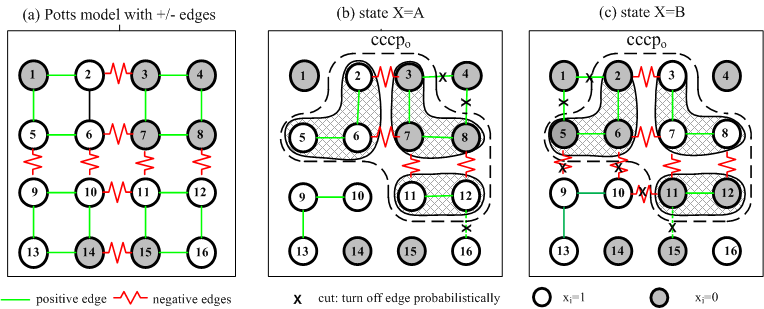 (a) Potts model with +/- edges
(b) state X=A
(c) state X=B
cccpₒ
cccpₒ
1 2 3 4
5 6 7 8
9 10 11 12
13 14 15 16
1 2 3 4
5 6 7 8
9 10 11 12
13 14 15 16
1 2 3 4
5 6 7 8
9 10 11 12
13 14 15 16
positive edge
negative edges
x cut: turn off edge probabilistically
xᵢ=1
xᵢ=0